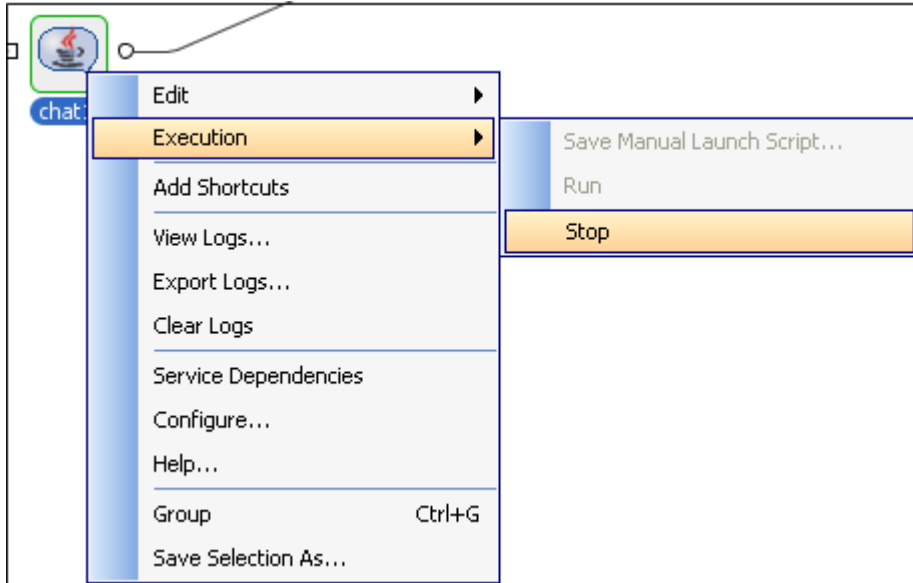 chat
Edit
Execution
Add Shortcuts
View Logs...
Export Logs...
Clear Logs
Service Dependencies
Configure...
Help...
Group Ctrl+G
Save Selection As...
Save Manual Launch Script...
Run
Stop